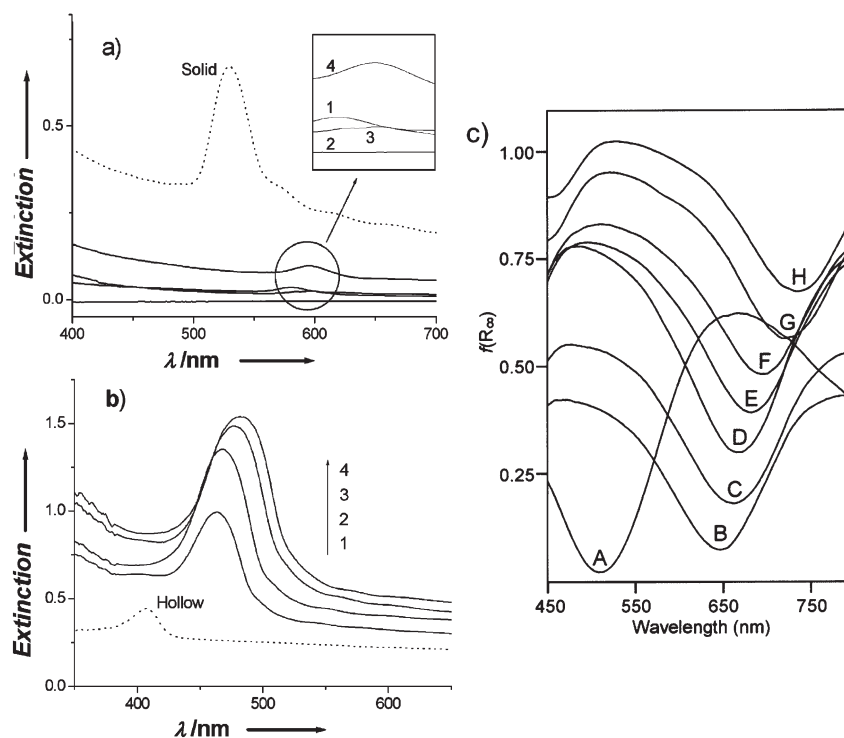 a)
Extinction
0.5
0.0
Solid
4
1
3
2
400
500
600
700
λ /nm
b)
Extinction
1.5
1.0
0.5
0.0
4
3
2
1
Hollow
400
500
600
λ /nm
c)
f(R∞)
1.00
0.75
0.50
0.25
H
G
F
E
D
C
B
A
450
550
650
750
Wavelength (nm)